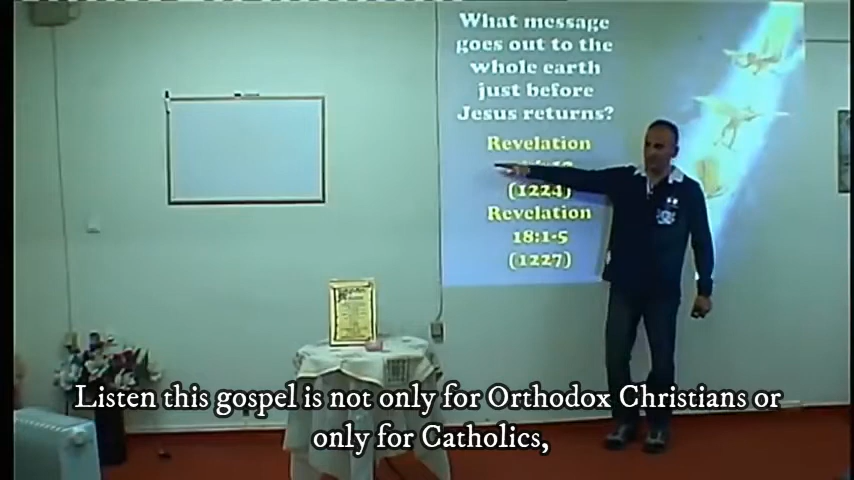 What message
goes out to the
whole earth
just before
Jesus returns?
Revelation
(1224)
Revelation
18:1-5
(1227)
Listen this gospel is not only for Orthodox Christians or
only for Catholics,